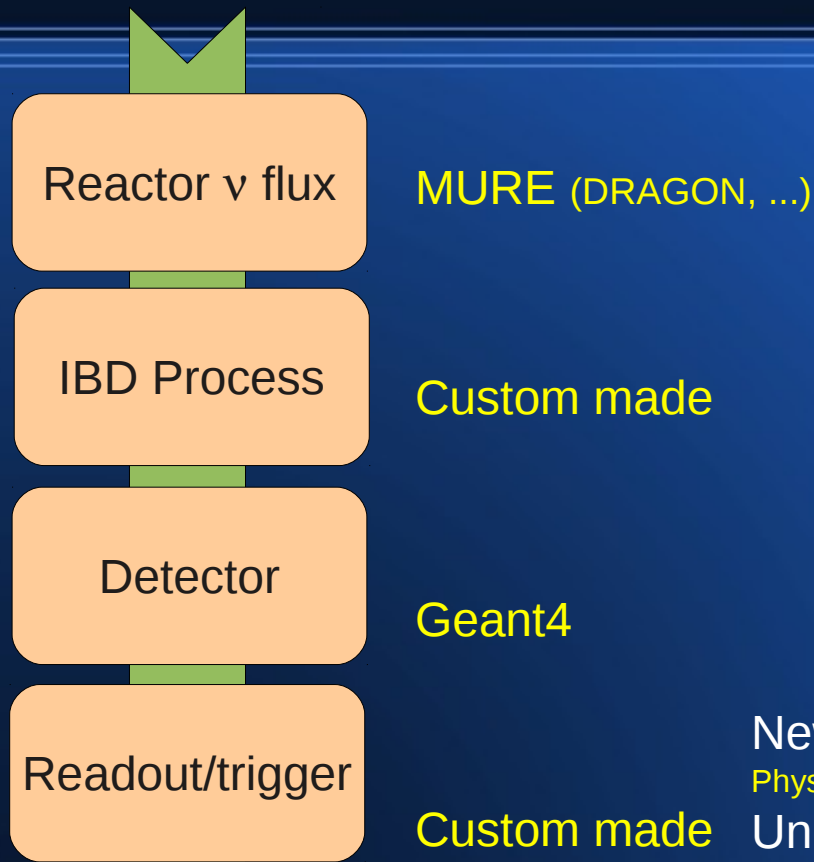 Reactor ν flux
MURE (DRAGON, ...)
IBD Process
Custom made
Detector
Geant4
Readout/trigger
Custom made